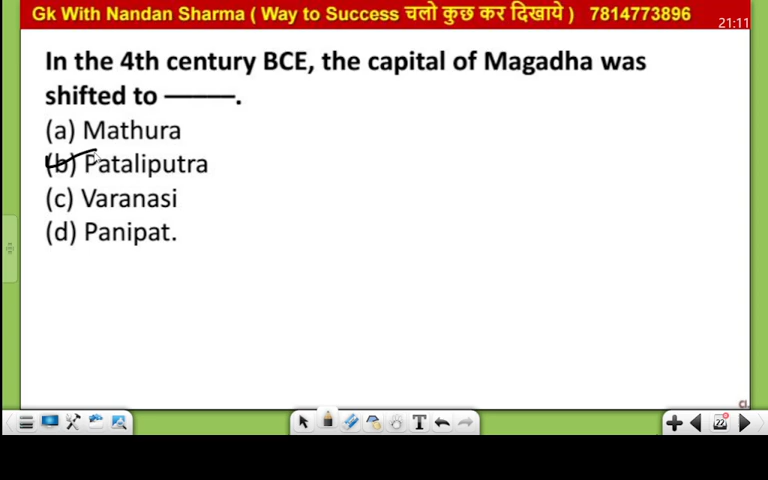 Gk With Nandan Sharma ( Way to Success चलो कुछ कर दिखाये ) 7814773896
21:11
In the 4th century BCE, the capital of Magadha was
shifted to ———.
(a) Mathura
(b) Pataliputra
(c) Varanasi
(d) Panipat.
T
22